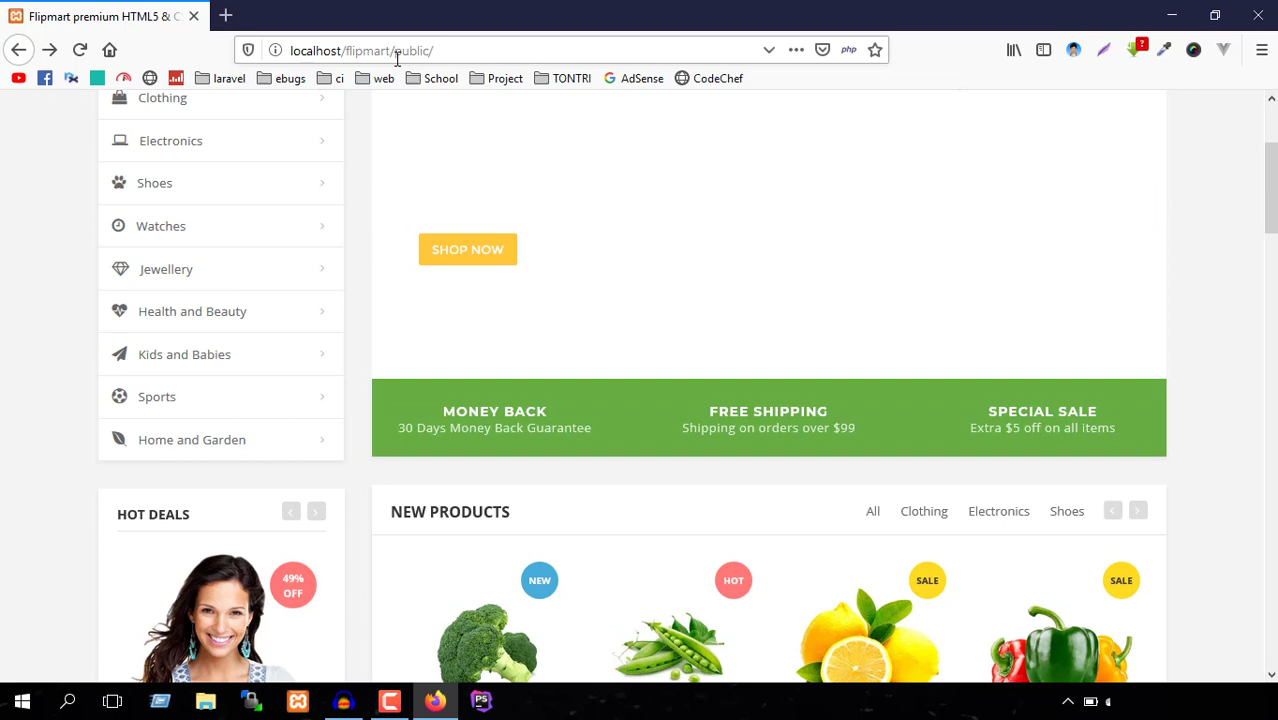 Flipmart premium HTML5 & C
localhost/flipmart/public/
php
?
laravel
ebugs
ci
web
School
Project
TONTRI
AdSense
CodeChef
Clothing
Electronics
Shoes
Watches
Jewellery
Health and Beauty
Kids and Babies
Sports
Home and Garden
SHOP NOW
MONEY BACK
30 Days Money Back Guarantee
FREE SHIPPING
Shipping on orders over $99
SPECIAL SALE
Extra $5 off on all items
HOT DEALS
49%
OFF
NEW PRODUCTS
All
Clothing
Electronics
Shoes
NEW
HOT
SALE
SALE
PS